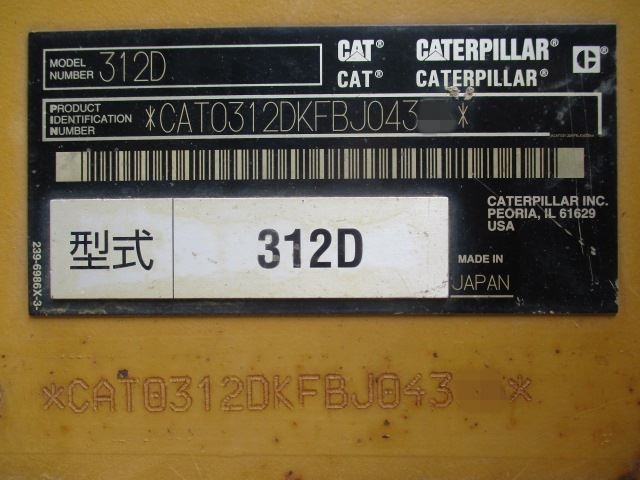 MODEL NUMBER 312D
CAT® CATERPILLAR®
CAT® CATERPILLAR®
PRODUCT IDENTIFICATION NUMBER *CAT0312DKFBJ043 *
CATERPILLAR INC.
PEORIA, IL 61629
USA
型式 312D
MADE IN
JAPAN
239-6986X-3
*CAT0312DKFBJ043 *